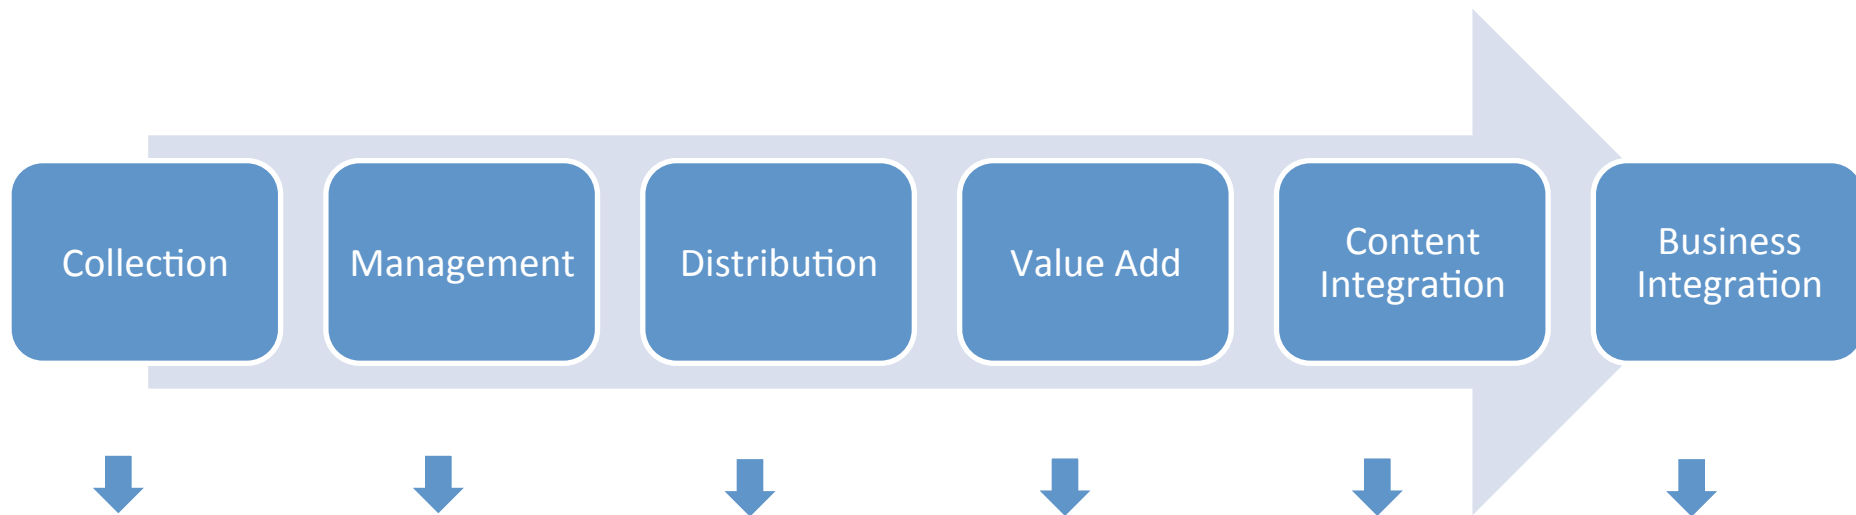 Collection
Management
Distribution
Value Add
Content
Integration
Business
Integration